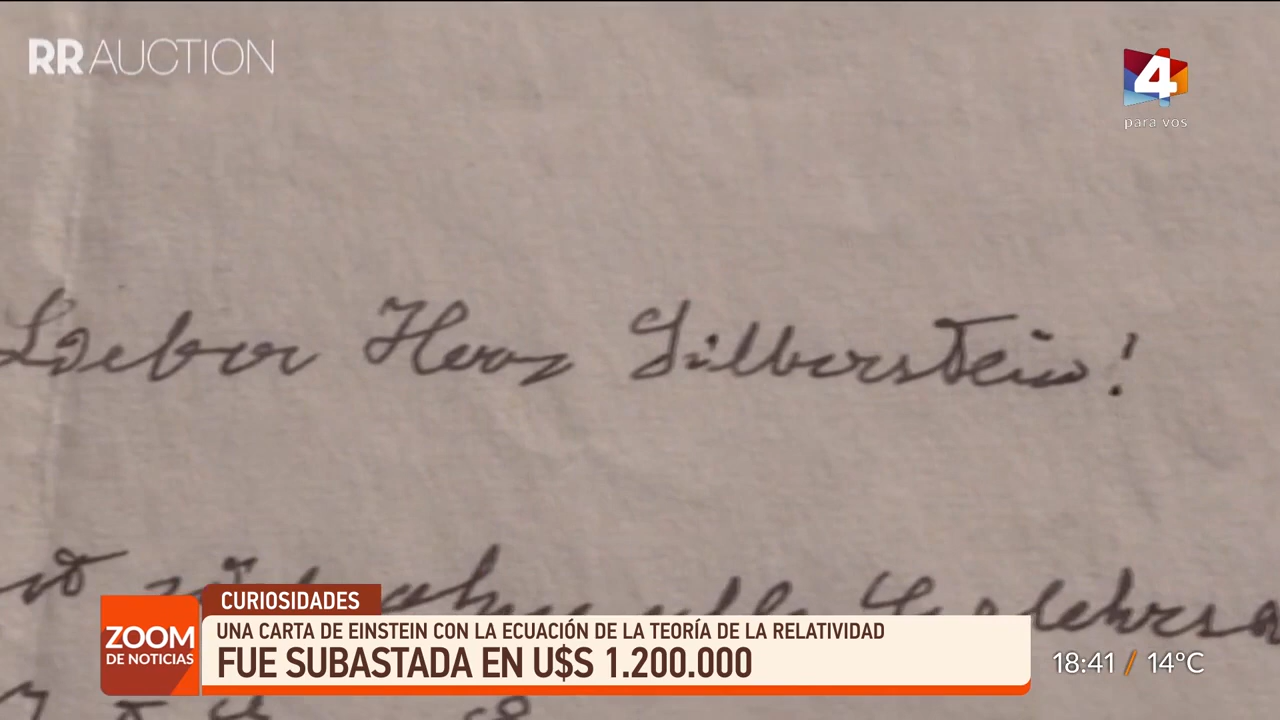 RR AUCTION
4
para vos
Lieber Herr Silberstein!
CURIOSIDADES
ZOOM
DE NOTICIAS
UNA CARTA DE EINSTEIN CON LA ECUACIÓN DE LA TEORÍA DE LA RELATIVIDAD
FUE SUBASTADA EN U$S 1.200.000
18:41 / 14°C